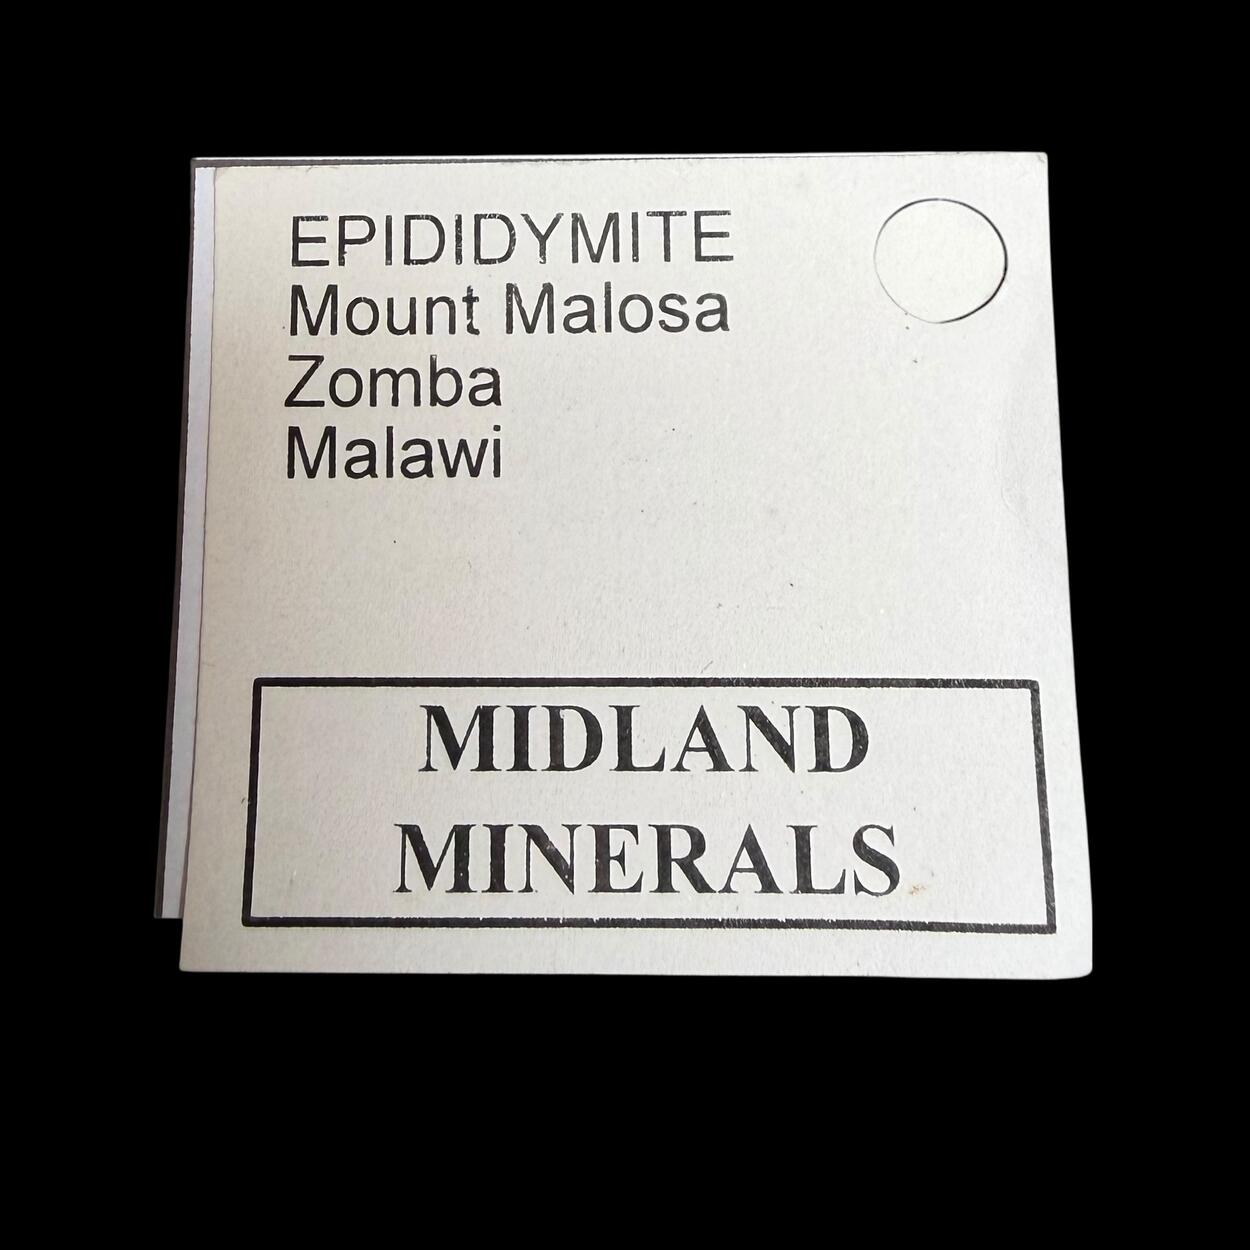 EPIDIDYMITE
Mount Malosa
Zomba
Malawi
MIDLAND
MINERALS